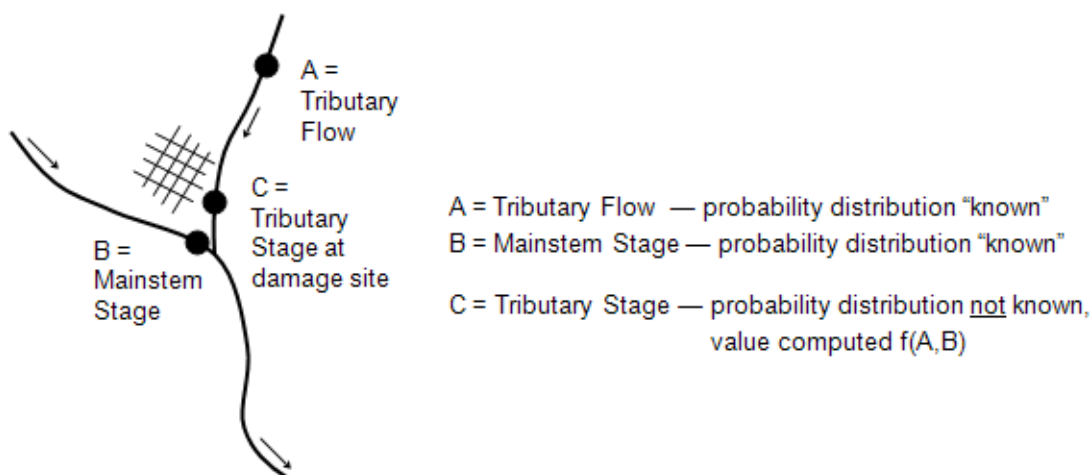 A =
Tributary
Flow
C =
Tributary
Stage at
damage site
B =
Mainstem
Stage
A = Tributary Flow — probability distribution “known”
B = Mainstem Stage — probability distribution “known”
C = Tributary Stage — probability distribution not known,
value computed f(A,B)